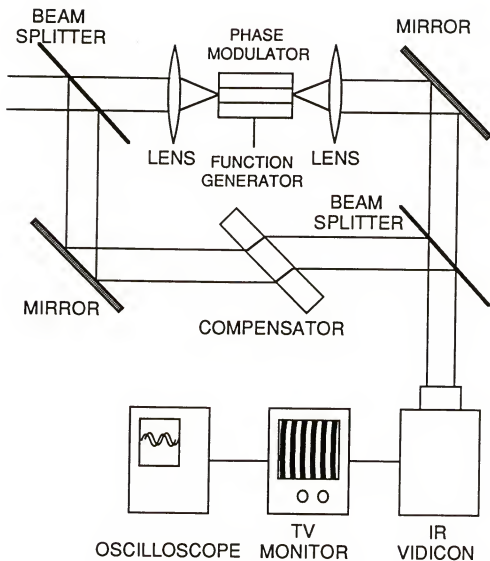 BEAM
SPLITTER
PHASE
MODULATOR
MIRROR
LENS
FUNCTION
GENERATOR
LENS
BEAM
SPLITTER
MIRROR
COMPENSATOR
OSCILLOSCOPE
TV
MONITOR
IR
VIDICON